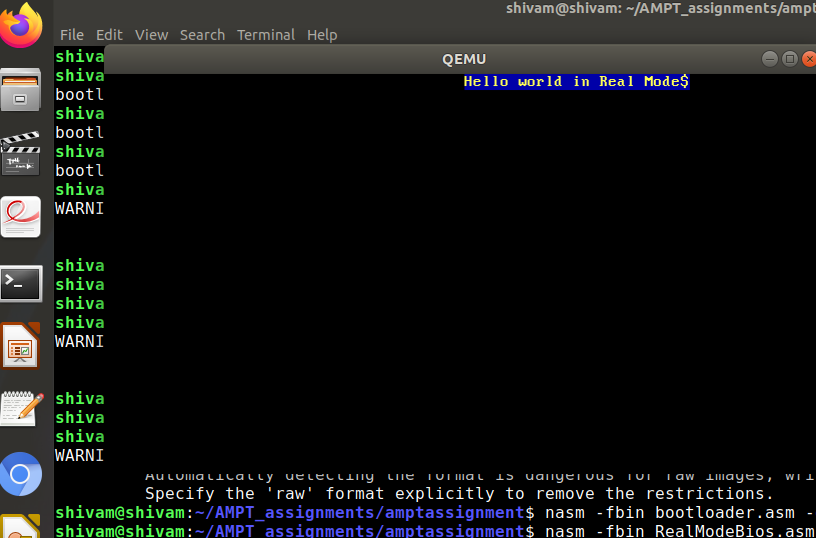 shivam@shivam: ~/AMPT_assignments/ampt
File Edit View Search Terminal Help
shiva
QEMU
shiva
Hello world in Real Mode$
bootl
shiva
bootl
shiva
bootl
shiva
WARNI
shiva
shiva
shiva
shiva
WARNI
shiva
shiva
shiva
WARNI
Automatically detecting the format is dangerous for raw images, wri
Specify the 'raw' format explicitly to remove the restrictions.
shivam@shivam:~/AMPT_assignments/amptassignment$ nasm -fbin bootloader.asm -
shivam@shivam:~/AMPT_assignments/amptassignment$ nasm -fbin RealModeBios.asm